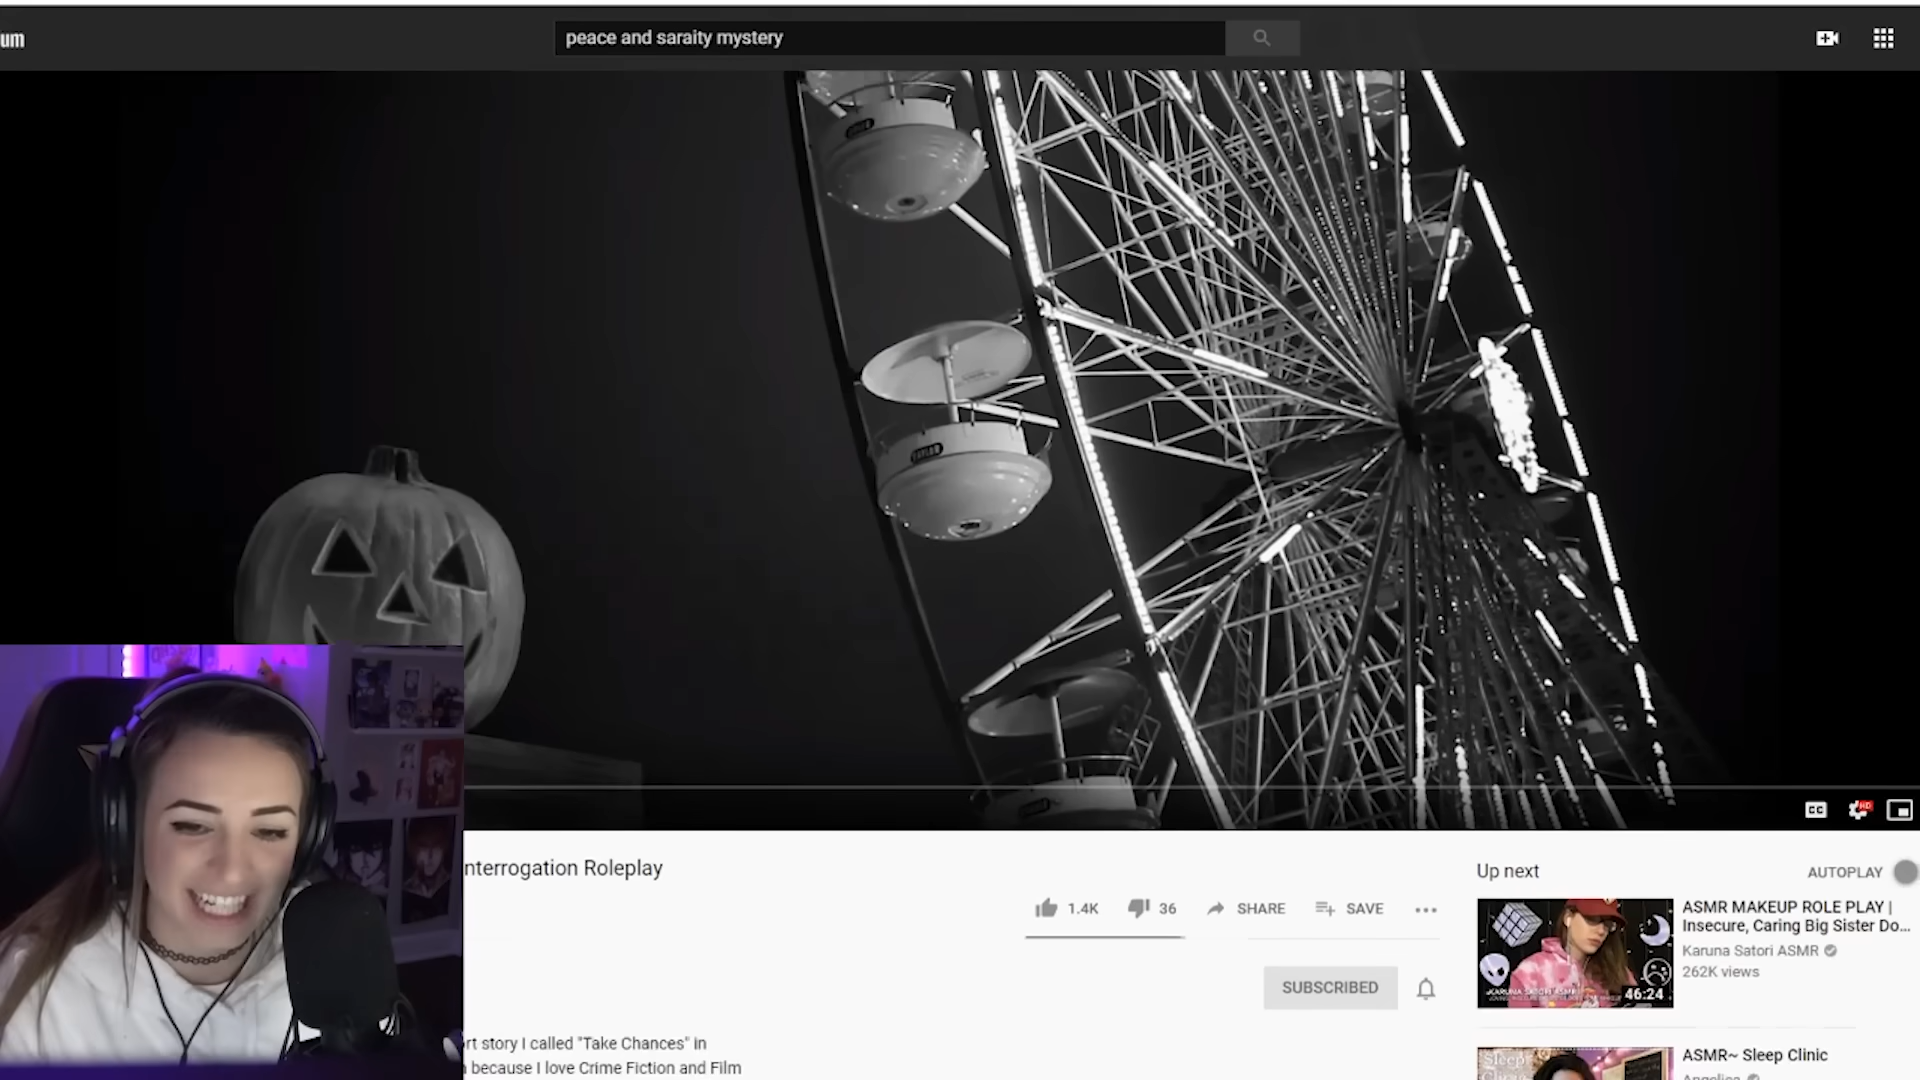 um
peace and saraity mystery
nterrogation Roleplay
1.4K
36
SHARE
SAVE
SUBSCRIBED
rt story I called "Take Chances" in
because I love Crime Fiction and Film
Up next
AUTOPLAY
ASMR MAKEUP ROLE PLAY |
Insecure, Caring Big Sister Do...
Karuna Satori ASMR
262K views
46:24
ASMR~ Sleep Clinic
CC
HD